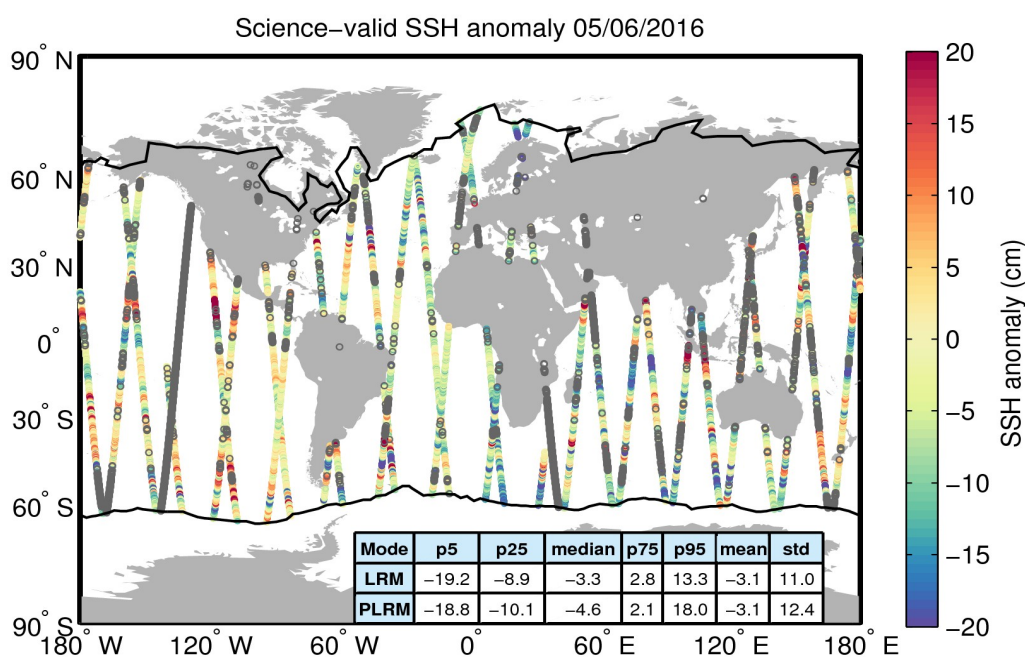 Science−valid SSH anomaly 05/06/2016
90° N
60° N
30° N
0°
30° S
60° S
90° S
180° W
120° W
60° W
0°
60° E
120° E
180° E
20
15
10
5
0
−5
−10
−15
−20
SSH anomaly (cm)
Mode p5 p25 median p75 p95 mean std
LRM −19.2 −8.9 −3.3 2.8 13.3 −3.1 11.0
PLRM −18.8 −10.1 −4.6 2.1 18.0 −3.1 12.4